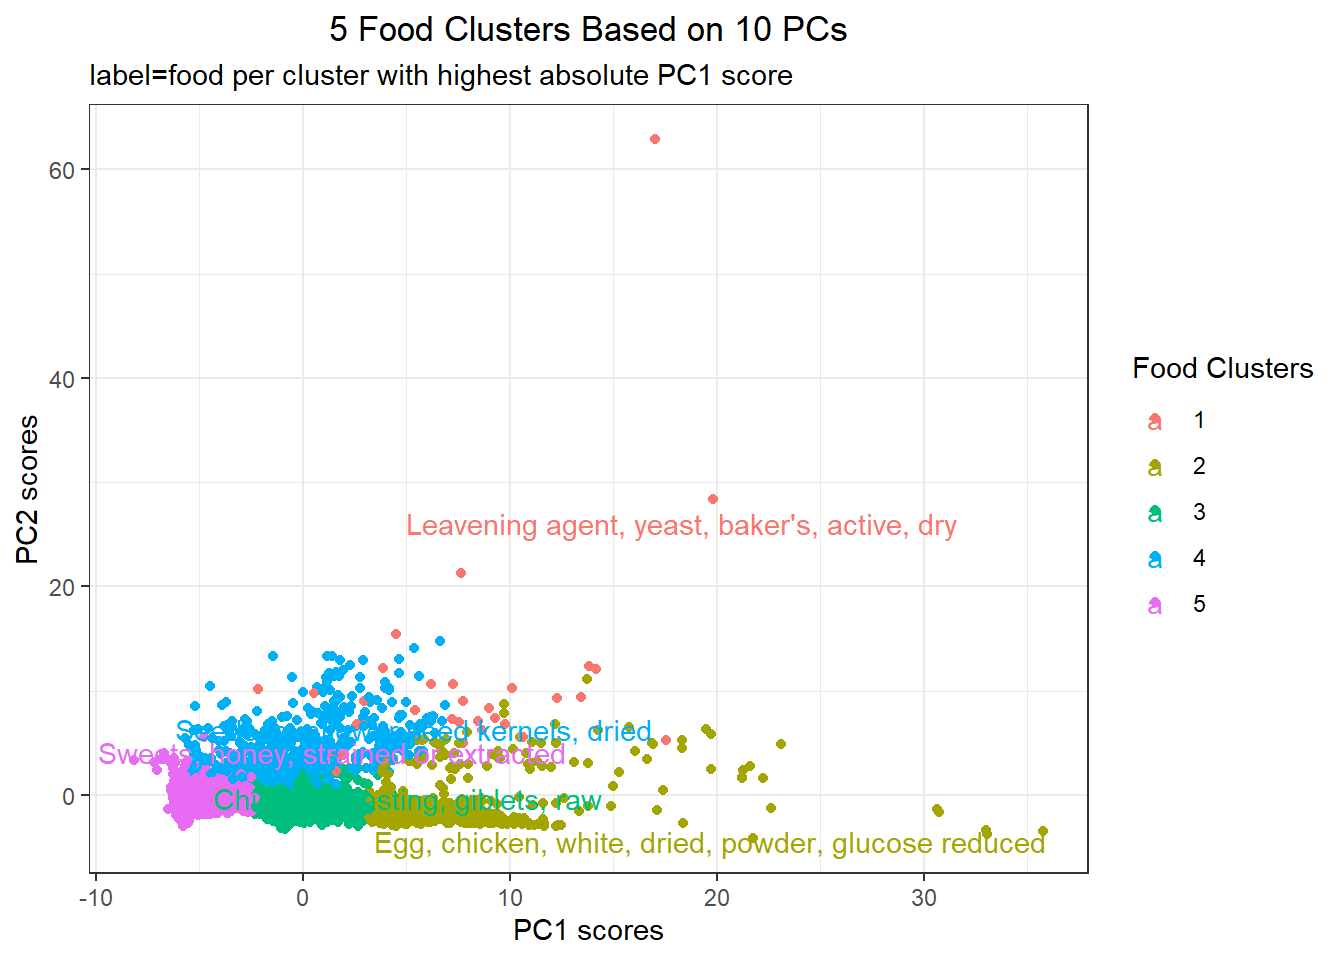 5 Food Clusters Based on 10 PCs
label=food per cluster with highest absolute PC1 score
PC2 scores
60
40
20
0
Leavening agent, yeast, baker's, active, dry
kernels, dried
Sweets, honey, strained or extracted
giblets, raw
Egg, chicken, white, dried, powder, glucose reduced
-10 0 10 20 30
PC1 scores
Food Clusters
a 1
a 2
a 3
a 4
a 5